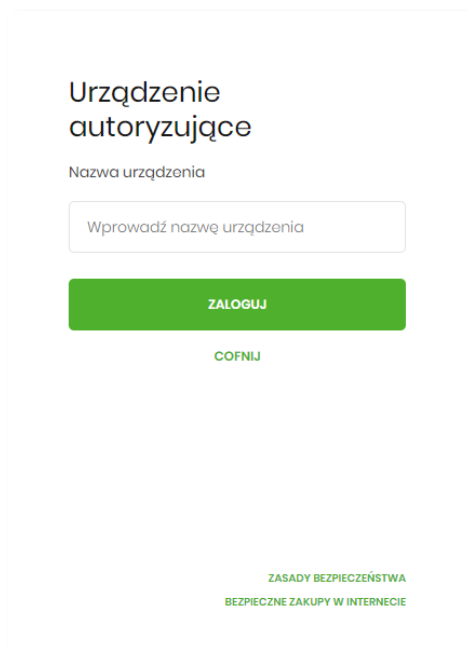 Urządzenie
autoryzujące
Nazwa urządzenia
Wprowadź nazwę urządzenia
ZALOGUJ
COFNIJ
ZASADY BEZPIECZEŃSTWA
BEZPIECZNE ZAKUPY W INTERNECIE